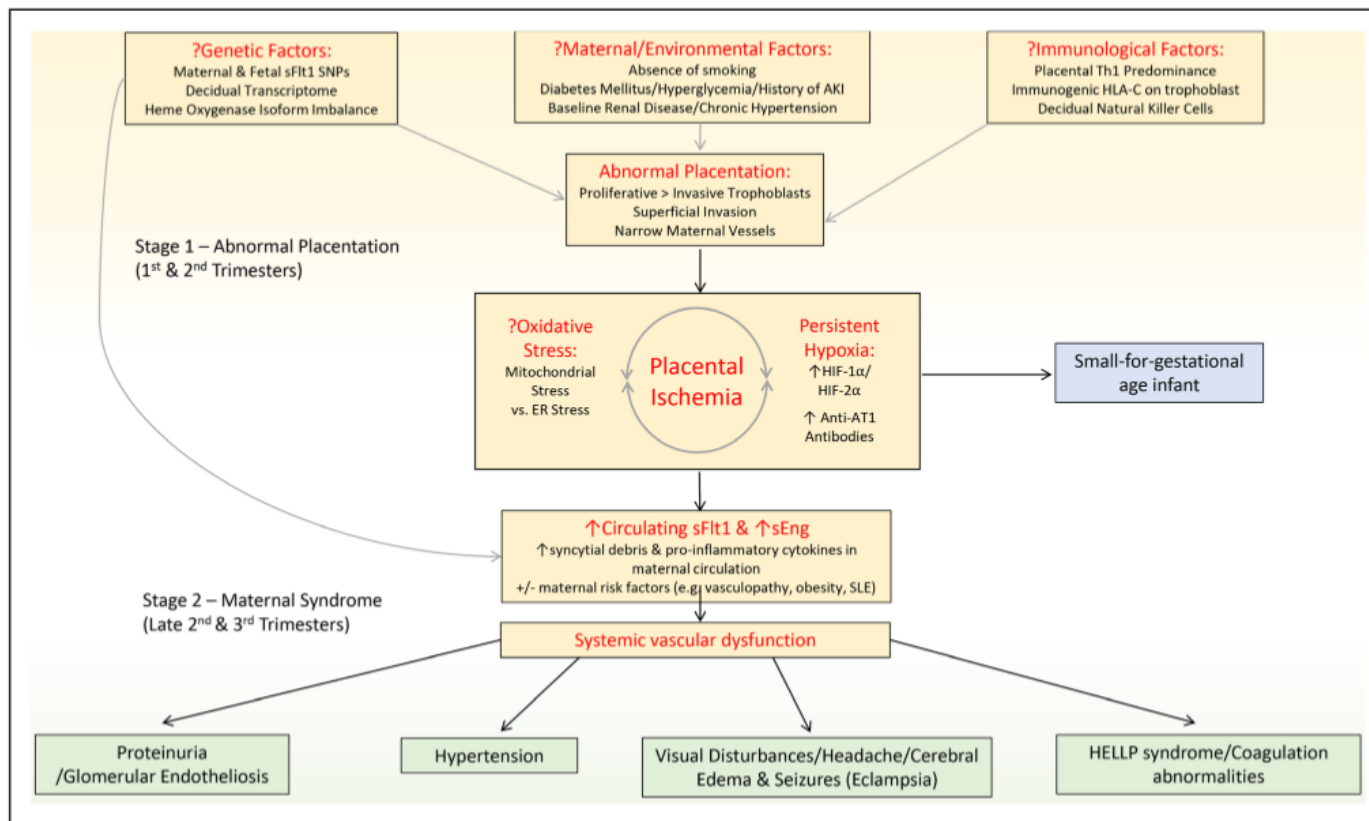 ?Genetic Factors:
Maternal & Fetal sFlt1 SNPs
Decidual Transcriptome
Heme Oxygenase Isoform Imbalance
?Maternal/Environmental Factors:
Absence of smoking
Diabetes Mellitus/Hyperglycemia/History of AKI
Baseline Renal Disease/Chronic Hypertension
?Immunological Factors:
Placental Th1 Predominance
Immunogenic HLA-C on trophoblast
Decidual Natural Killer Cells
Abnormal Placentation:
Proliferative > Invasive Trophoblasts
Superficial Invasion
Narrow Maternal Vessels
Stage 1 – Abnormal Placentation
(1st & 2nd Trimesters)
?Oxidative
Stress:
Mitochondrial
Stress
vs. ER Stress
Placental
Ischemia
Persistent
Hypoxia:
↑HIF-1α/
HIF-2α
↑ Anti-AT1
Antibodies
Small-for-gestational
age infant
↑Circulating sFlt1 & ↑sEng
↑syncytial debris & pro-inflammatory cytokines in
maternal circulation
+/- maternal risk factors (e.g. vasculopathy, obesity, SLE)
Stage 2 – Maternal Syndrome
(Late 2nd & 3rd Trimesters)
Systemic vascular dysfunction
Proteinuria
/Glomerular Endotheliosis
Hypertension
Visual Disturbances/Headache/Cerebral
Edema & Seizures (Eclampsia)
HELLP syndrome/Coagulation
abnormalities